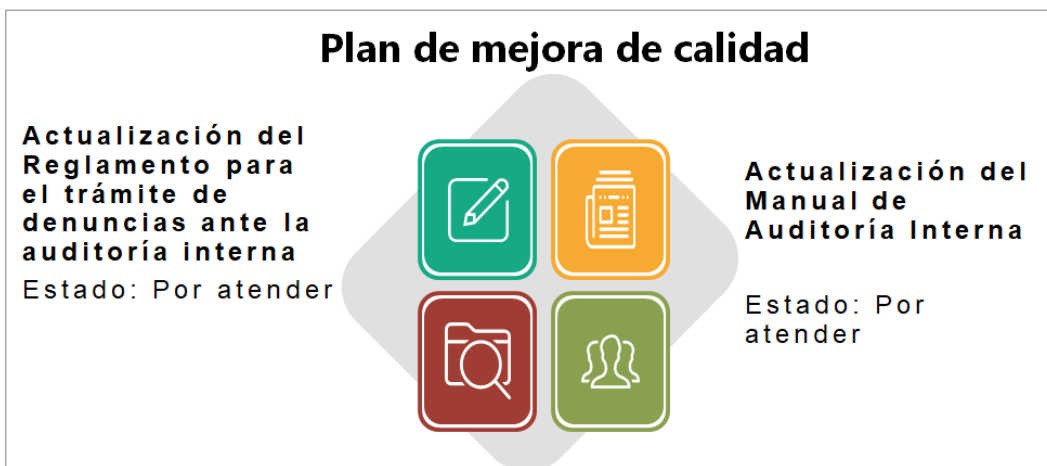 Plan de mejora de calidad
Actualización del
Reglamento para
el trámite de
denuncias ante la
auditoría interna
Estado: Por atender
Actualización del
Manual de
Auditoría Interna
Estado: Por
atender